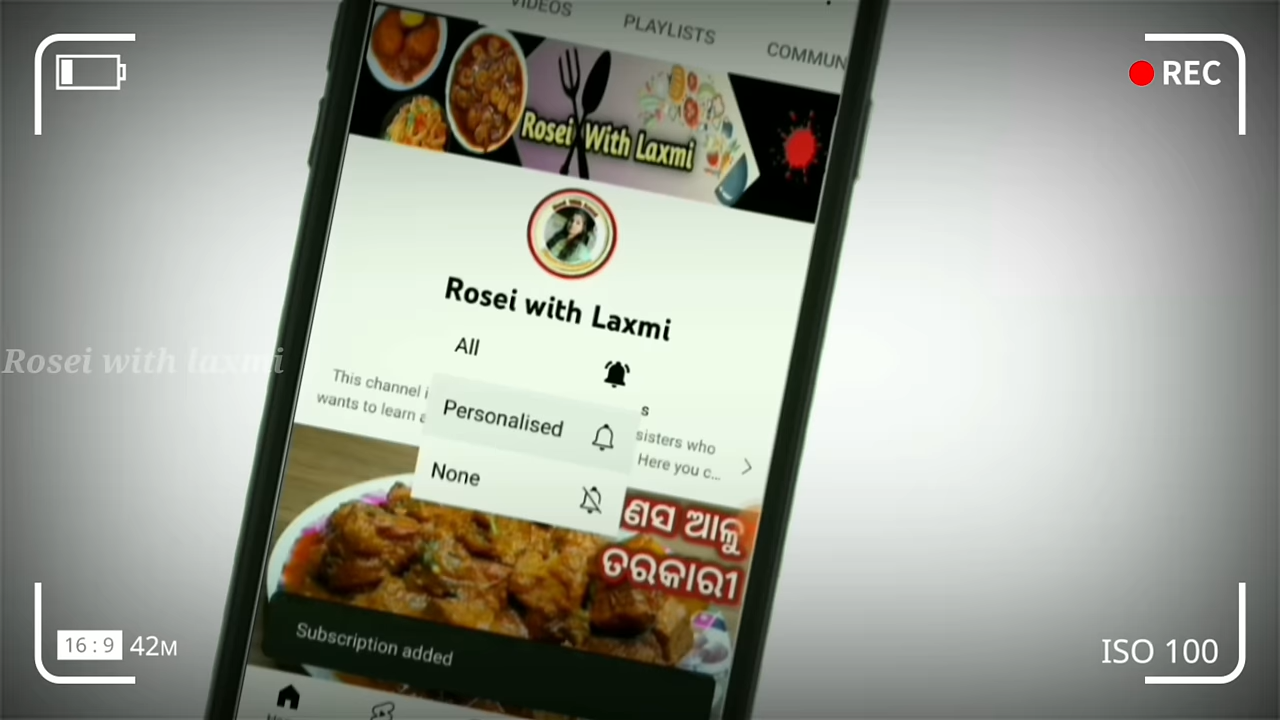 VIDEOS
PLAYLISTS
COMMUN
REC
Rosei With Laxmi
Rosei with Laxmi
All
Rosei with laxmi
This channel i
s
wants to learn a
Personalised
sisters who
Here you c...
None
ଣସ ଆଳୁ
ତରକାରୀ
Subscription added
16:9 42M
ISO 100